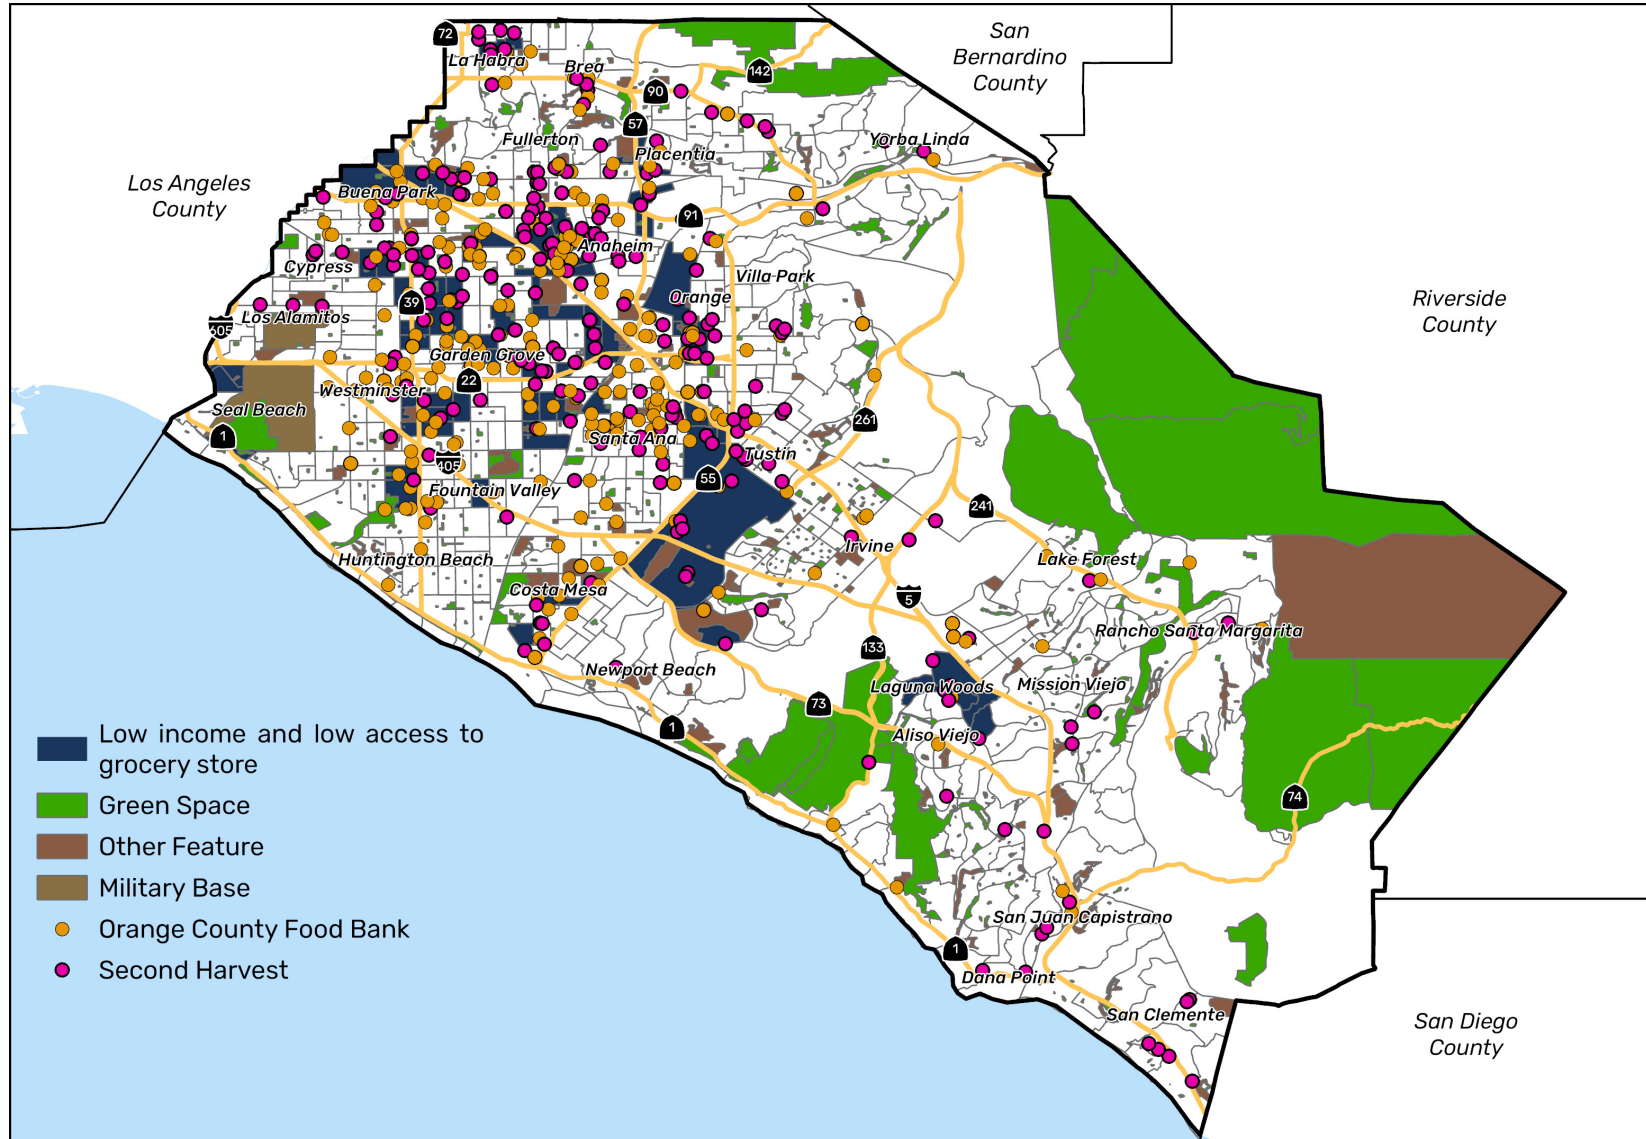 San
Bernardino
County
72
La Habra
Brea
142
90
57
Fullerton
Placentia
Yorba Linda
Los Angeles
County
Buena Park
91
Anaheim
Cypress
Villa Park
Orange
Riverside
County
39
Los Alamitos
605
Garden Grove
22
Westminster
Seal Beach
261
1
Santa Ana
Tustin
405
55
Fountain Valley
241
Irvine
Huntington Beach
Lake Forest
Costa Mesa
5
Rancho Santa Margarita
133
Newport Beach
Laguna Woods
Mission Viejo
73
1
Aliso Viejo
Low income and low access to
grocery store
Green Space
74
Other Feature
Military Base
Orange County Food Bank
San Juan Capistrano
1
Second Harvest
Dana Point
San Clemente
San Diego
County